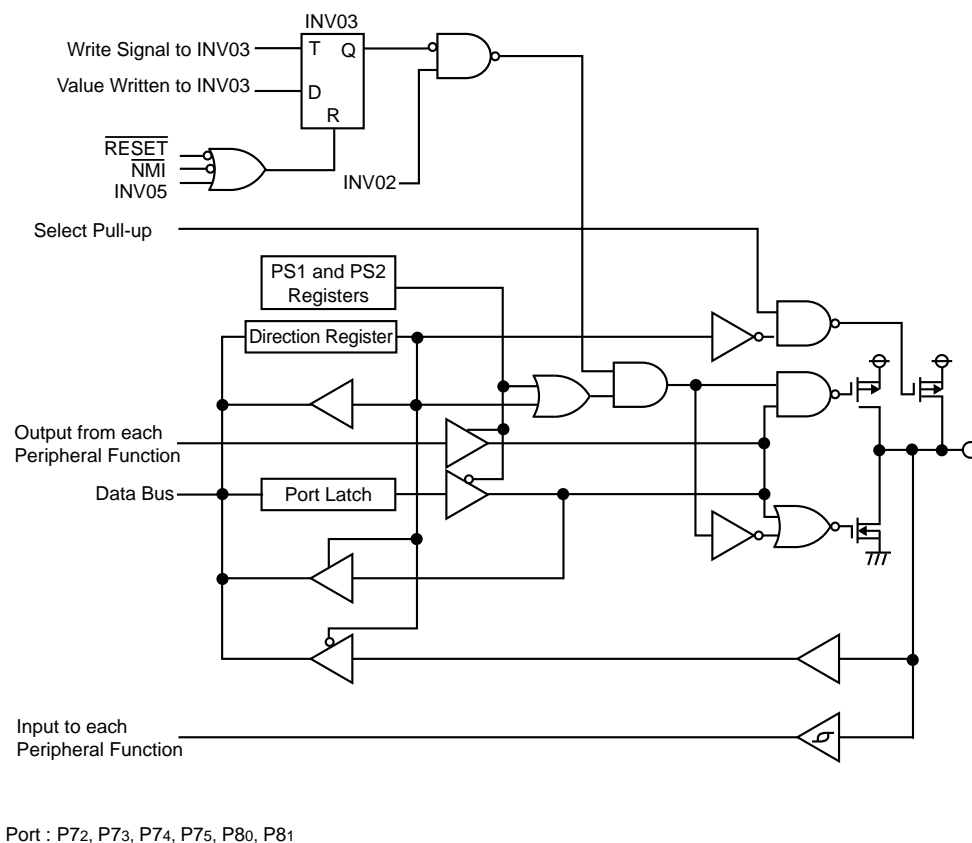 INV03
Write Signal to INV03
T Q
Value Written to INV03
D
R
RESET
NMI
INV05
INV02
Select Pull-up
PS1 and PS2
Registers
Direction Register
Output from each
Peripheral Function
Data Bus
Port Latch
Input to each
Peripheral Function
Port : P72, P73, P74, P75, P80, P81